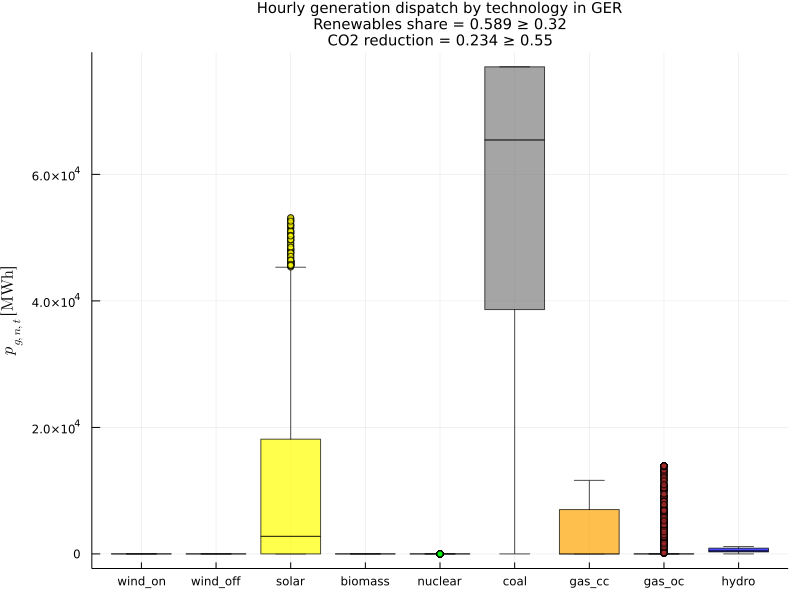 Hourly generation dispatch by technology in GER
Renewables share = 0.589 ≥ 0.32
CO2 reduction = 0.234 ≥ 0.55
p_{g,n,t} [MWh]
6.0×10⁴
4.0×10⁴
2.0×10⁴
0
wind_on wind_off solar biomass nuclear coal gas_cc gas_oc hydro